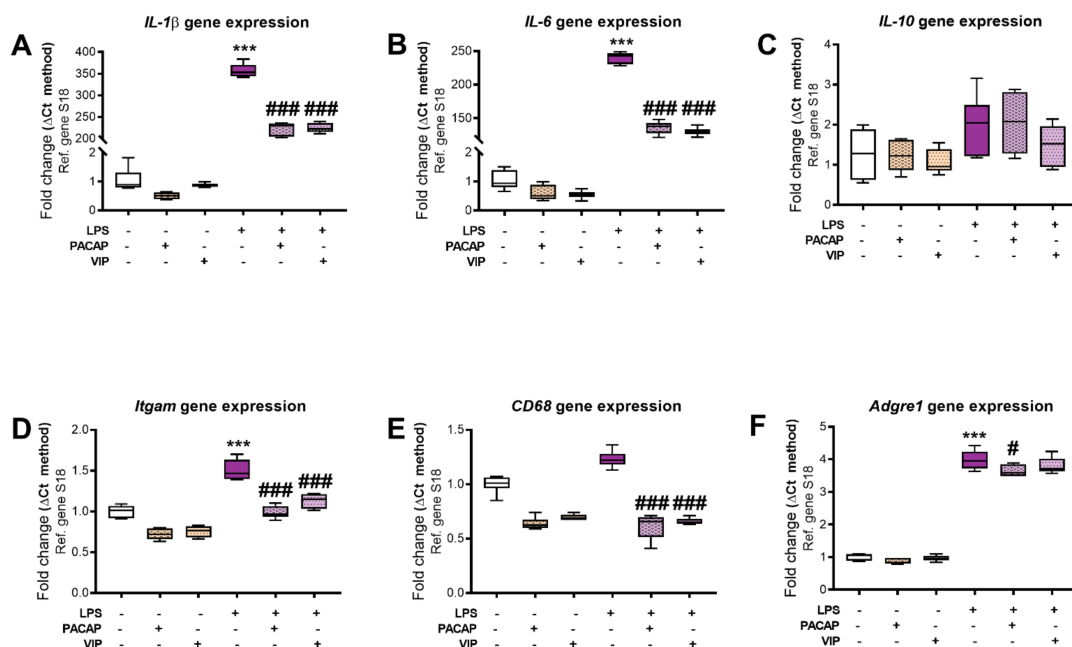 A
IL-1β gene expression
Fold change (ΔCt method)
Ref. gene S18
400
350
300
250
200
2
1
0
***
### ###
LPS - - - + + +
PACAP - + - - + -
VIP - - + - - +
B
IL-6 gene expression
Fold change (ΔCt method)
Ref. gene S18
250
150
2
1
0
***
### ###
LPS - - - + + +
PACAP - + - - + -
VIP - - + - - +
C
IL-10 gene expression
Fold change (ΔCt method)
Ref. gene S18
4
3
2
1
0
LPS - - - + + +
PACAP - + - - + -
VIP - - + - - +
D
Itgam gene expression
Fold change (ΔCt method)
Ref. gene S18
2.0
1.5
1.0
0.5
0.0
***
###
###
LPS - - - + + +
PACAP - + - - + -
VIP - - + - - +
E
CD68 gene expression
Fold change (ΔCt method)
Ref. gene S18
1.5
1.0
0.5
0.0
### ###
LPS - - - + + +
PACAP - + - - + -
VIP - - + - - +
F
Adgre1 gene expression
Fold change (ΔCt method)
Ref. gene S18
5
4
3
2
1
0
***
#
LPS - - - + + +
PACAP - + - - + -
VIP - - + - - +